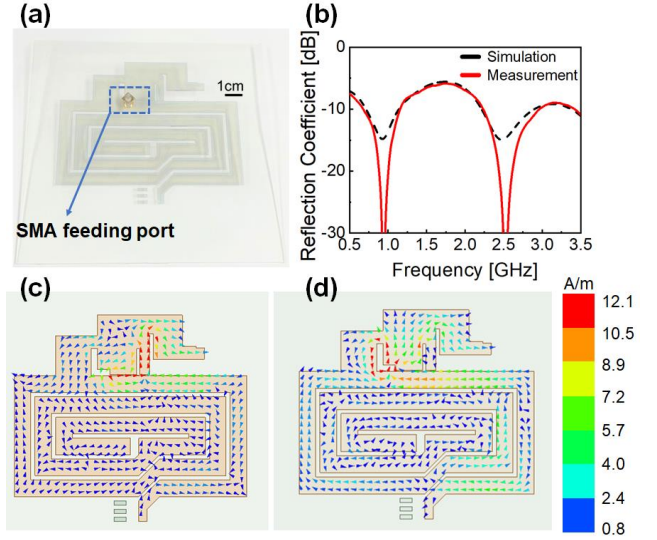 (a)
1cm
SMA feeding port
(b)
Reflection Coefficient [dB]
0
-10
-20
-30
Simulation
Measurement
0.5 1.0 1.5 2.0 2.5 3.0 3.5
Frequency [GHz]
(c)
(d)
A/m
12.1
10.5
8.9
7.2
5.7
4.0
2.4
0.8